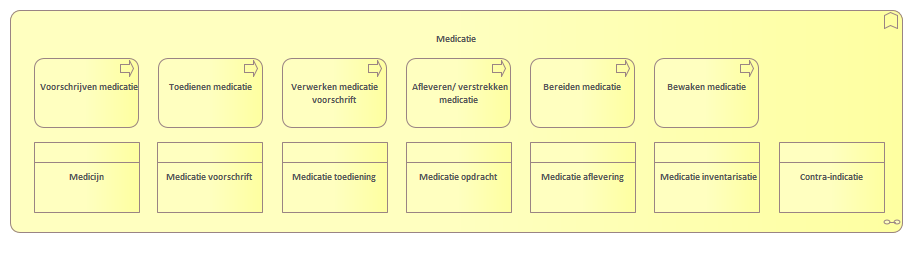 Medicatie
Voorschrijven medicatie
Toedienen medicatie
Verwerken medicatie
voorschrift
Afleveren/ verstrekken
medicatie
Bereiden medicatie
Bewaken medicatie
Medicijn
Medicatie voorschrift
Medicatie toediening
Medicatie opdracht
Medicatie aflevering
Medicatie inventarisatie
Contra-indicatie